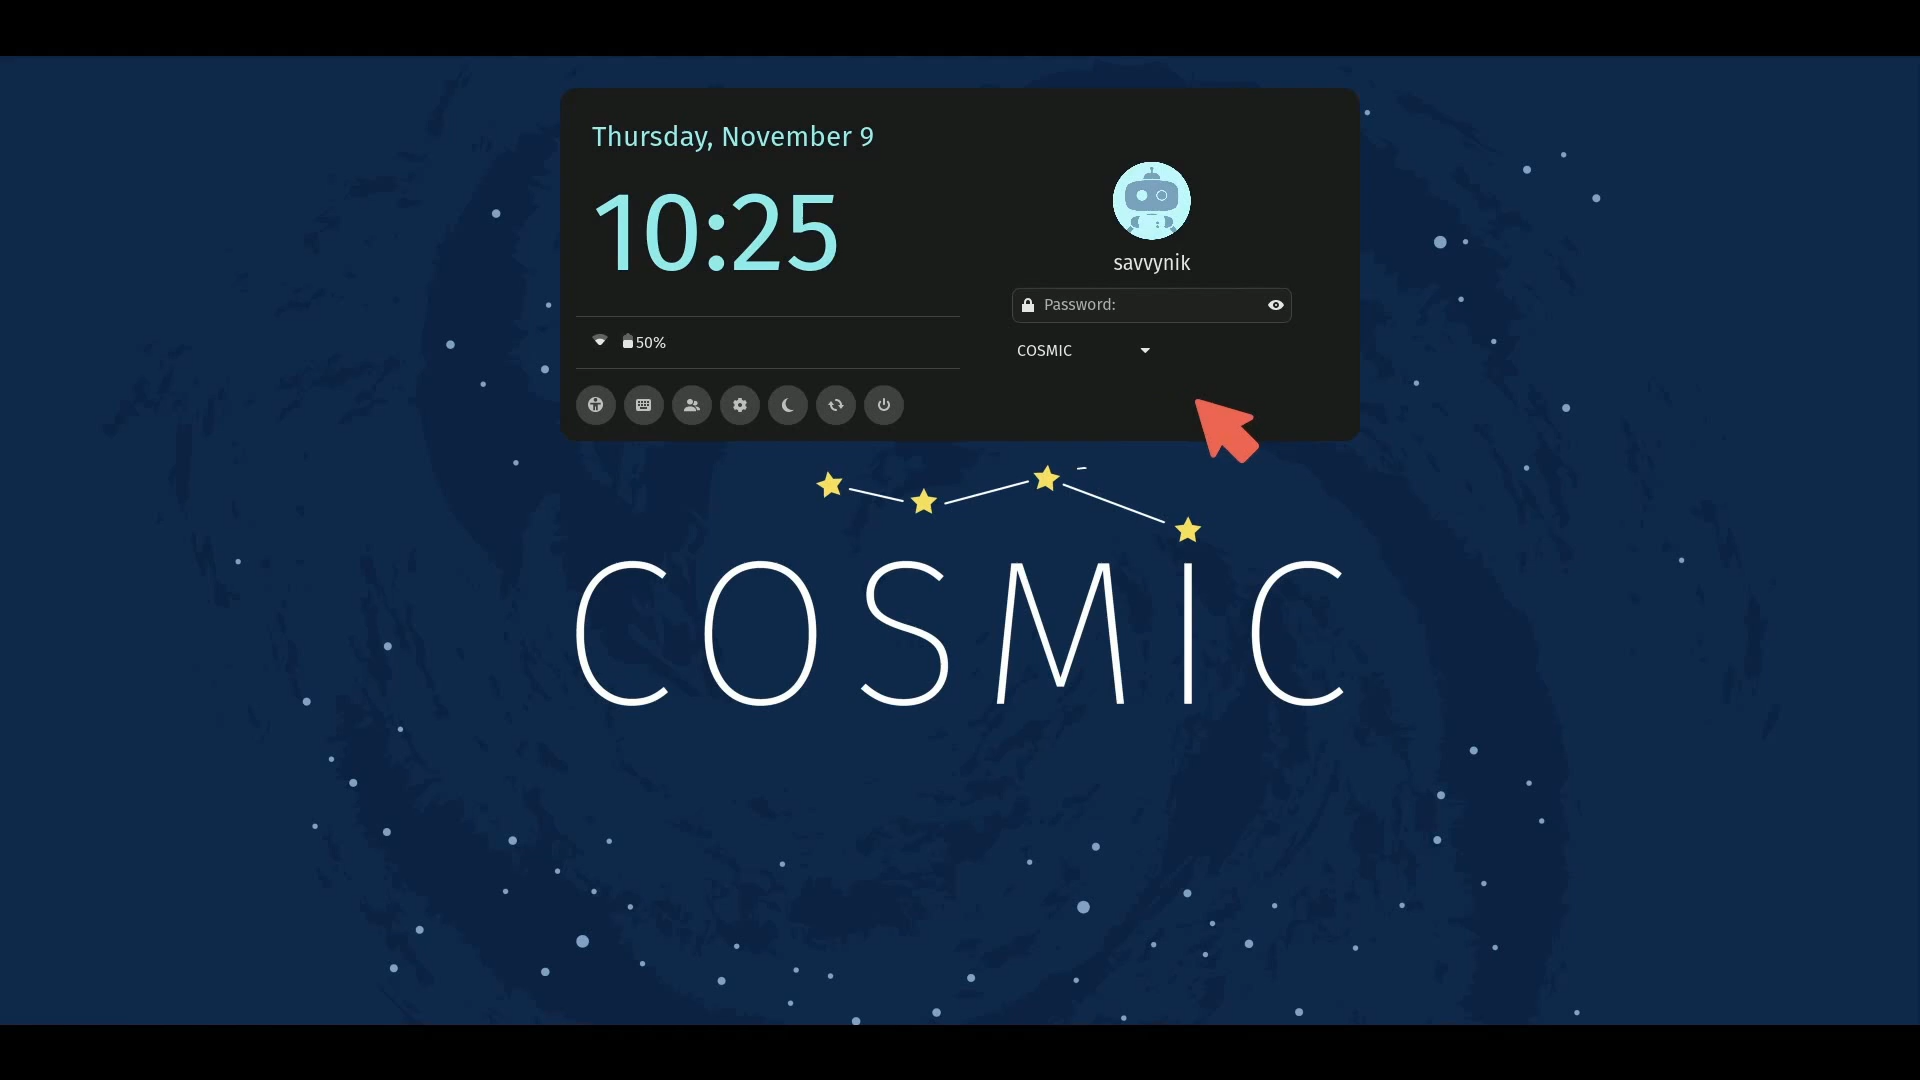 Thursday, November 9
10:25
50%
savvynik
Password:
COSMIC
COSMIC